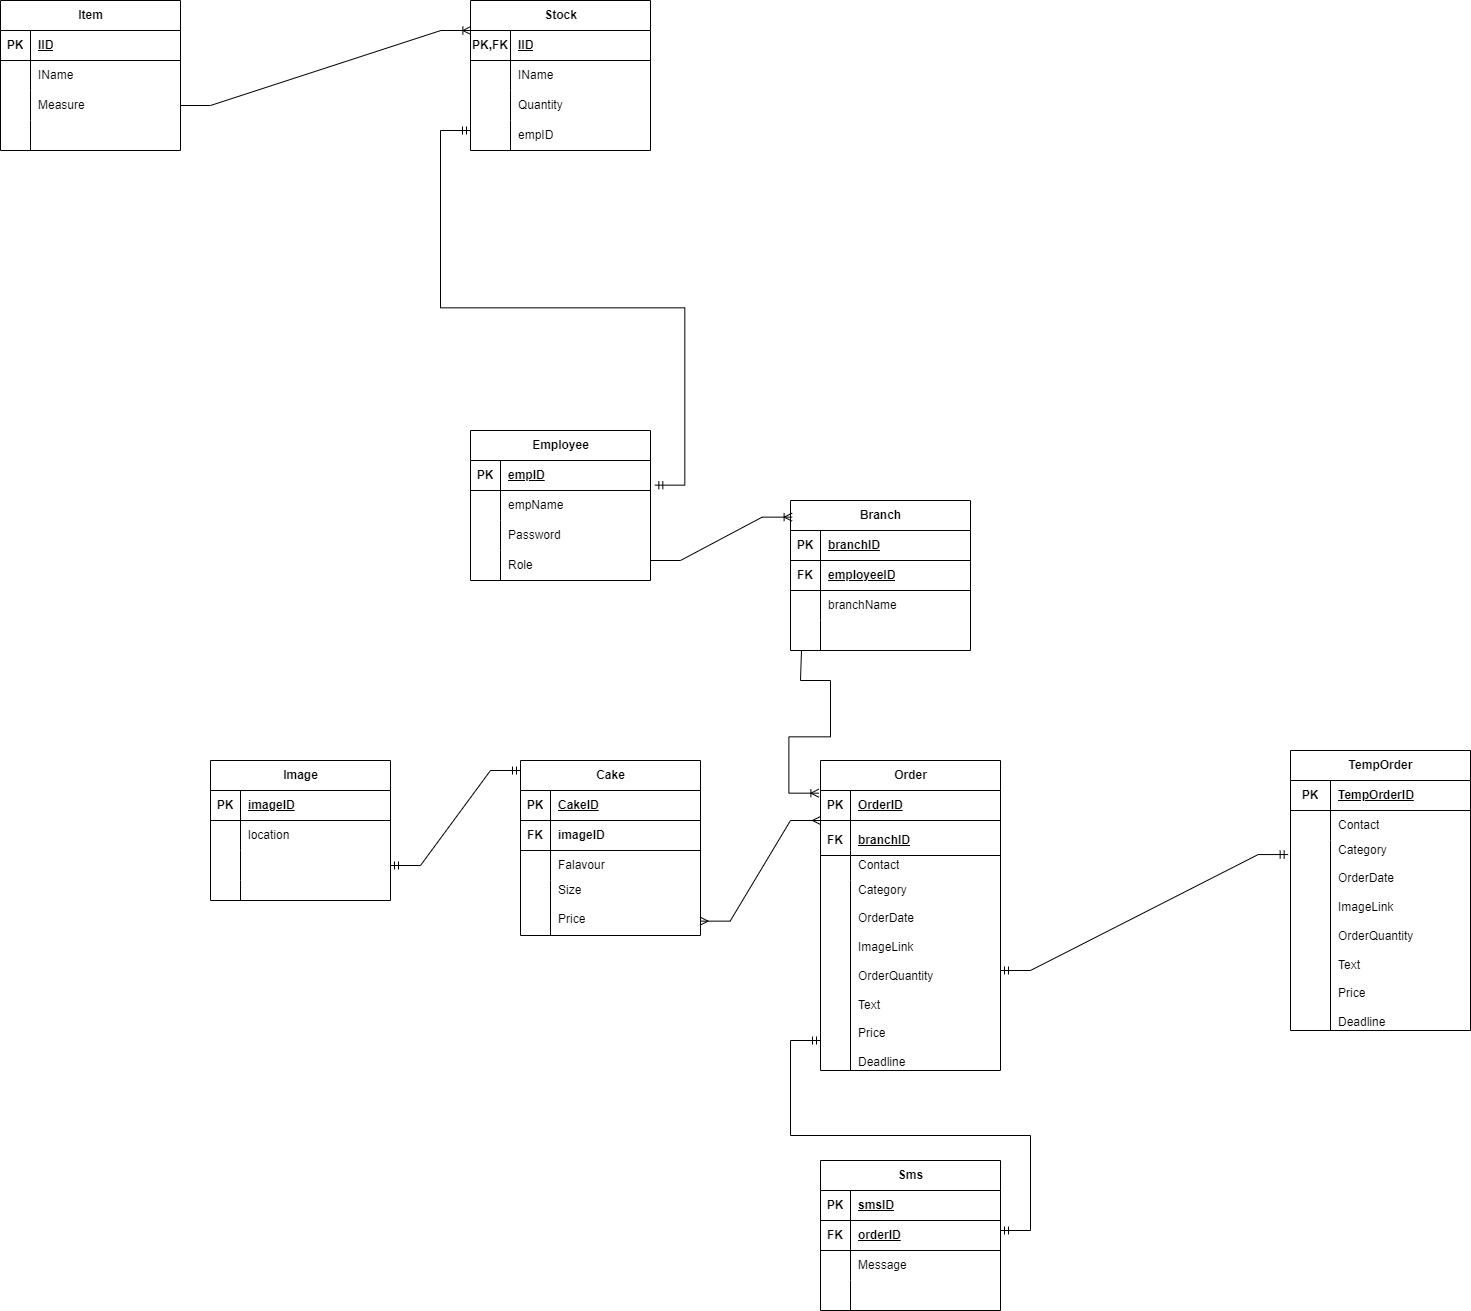 Item
PK IID
IName
Measure
Stock
PK,FK IID
IName
Quantity
empID
Employee
PK empID
empName
Password
Role
Branch
PK branchID
FK employeeID
branchName
Image
PK imageID
location
Cake
PK CakeID
FK imageID
Falavour
Size
Price
Order
PK OrderID
FK branchID
Contact
Category
OrderDate
ImageLink
OrderQuantity
Text
Price
Deadline
TempOrder
PK TempOrderID
Contact
Category
OrderDate
ImageLink
OrderQuantity
Text
Price
Deadline
Sms
PK smsID
FK orderID
Message